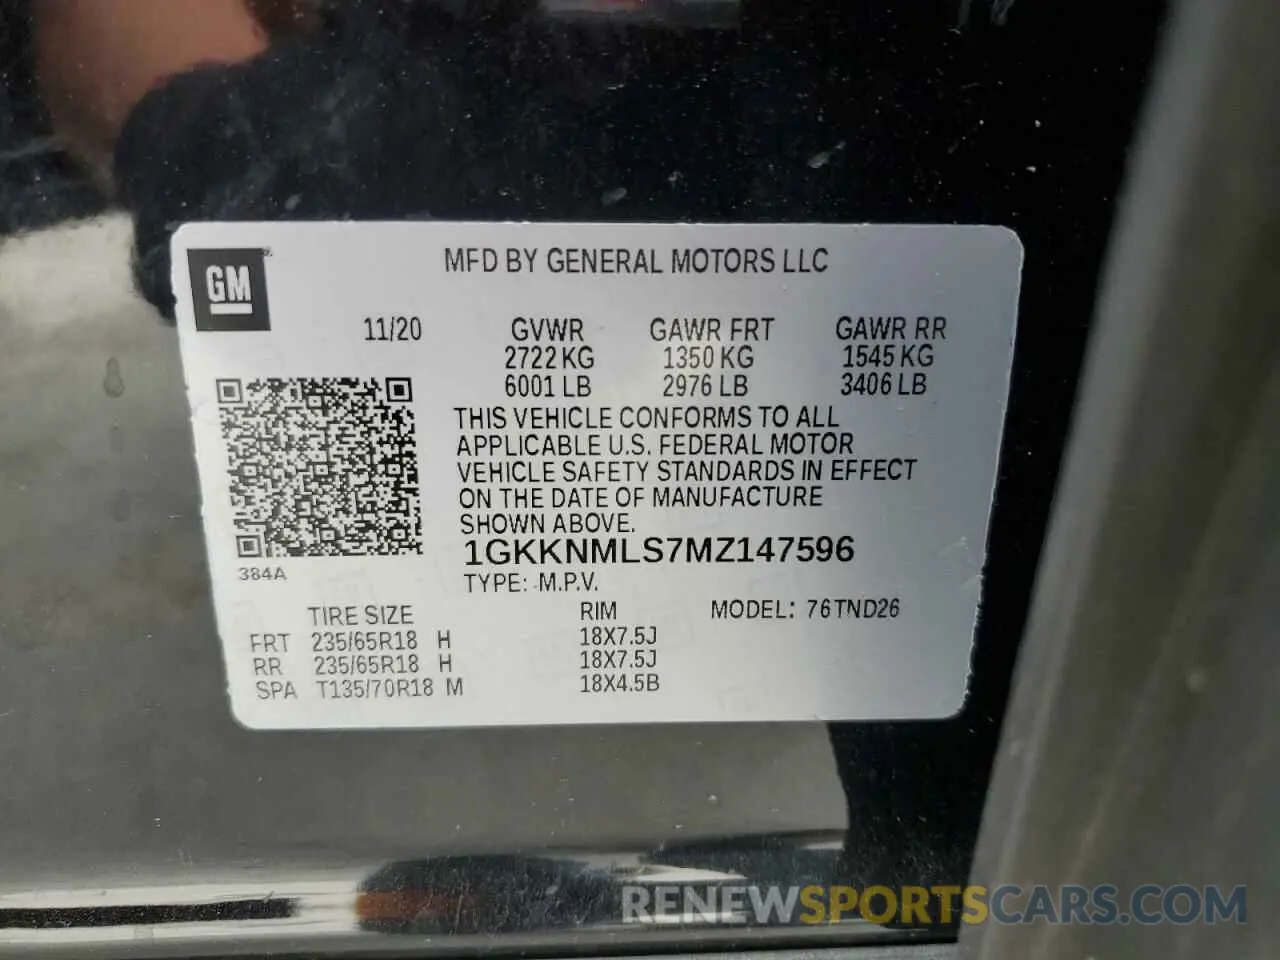 GM
MFD BY GENERAL MOTORS LLC
11/20 GVWR GAWR FRT GAWR RR
2722 KG 1350 KG 1545 KG
6001 LB 2976 LB 3406 LB
THIS VEHICLE CONFORMS TO ALL
APPLICABLE U.S. FEDERAL MOTOR
VEHICLE SAFETY STANDARDS IN EFFECT
ON THE DATE OF MANUFACTURE
SHOWN ABOVE.
1GKKNMLS7MZ147596
384A
TYPE: M.P.V.
TIRE SIZE RIM MODEL: 76TND26
FRT 235/65R18 H 18X7.5J
RR 235/65R18 H 18X7.5J
SPA T135/70R18 M 18X4.5B
RENEWSPORTSCARS.COM